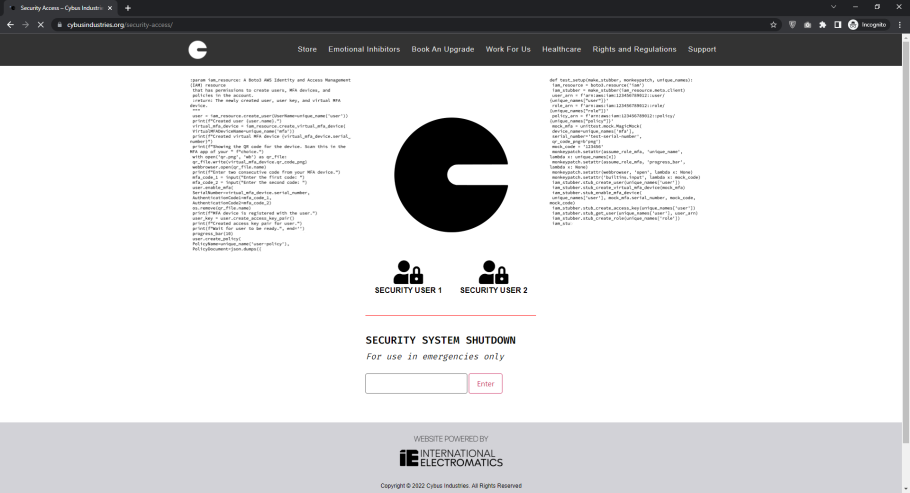 Security Access – Cybus Industri
cybusindustries.org/security-access/
Incognito
Store Emotional Inhibitors Book An Upgrade Work For Us Healthcare Rights and Regulations Support
:param iam_resource: A Boto3 AWS Identity and Access Management
(IAM) resource
that has permissions to create users, MFA devices, and
policies in the account.
:return: The newly created user, user key, and virtual MFA
device.
"""
user = iam_resource.create_user(UserName=unique_name('user'))
print(f"Created user {user.name}.")
virtual_mfa_device = iam_resource.create_virtual_mfa_device(
VirtualMFADeviceName=unique_name('mfa'))
print(f"Created virtual MFA device {virtual_mfa_device.serial_
number}")
print(f"Showing the QR code for the device. Scan this in the
MFA app of your " f"choice.")
with open('qr.png', 'wb') as qr_file:
qr_file.write(virtual_mfa_device.qr_code_png)
webbrowser.open(qr_file.name)
print(f"Enter two consecutive code from your MFA device.")
mfa_code_1 = input("Enter the first code: ")
mfa_code_2 = input("Enter the second code: ")
user.enable_mfa(
SerialNumber=virtual_mfa_device.serial_number,
AuthenticationCode1=mfa_code_1,
AuthenticationCode2=mfa_code_2)
os.remove(qr_file.name)
print(f"MFA device is registered with the user.")
user_key = user.create_access_key_pair()
print(f"Created access key pair for user.")
print(f"Wait for user to be ready.", end='')
progress_bar(10)
user.create_policy(
PolicyName=unique_name('user-policy'),
PolicyDocument=json.dumps({
def test_setup(make_stubber, monkeypatch, unique_names):
iam_resource = boto3.resource('iam')
iam_stubber = make_stubber(iam_resource.meta.client)
user_arn = f'arn:aws:iam:123456789012::user/
{unique_names["user"]}'
role_arn = f'arn:aws:iam:123456789012::role/
{unique_names["role"]}'
policy_arn = f'arn:aws:iam:123456789012::policy/
{unique_names["policy"]}'
mock_mfa = unittest.mock.MagicMock(
device_name=unique_names['mfa'],
serial_number='test-serial-number',
qr_code_png=b'png')
mock_code = '123456'
monkeypatch.setattr(assume_role_mfa, 'unique_name',
lambda x: unique_names[x])
monkeypatch.setattr(assume_role_mfa, 'progress_bar',
lambda x: None)
monkeypatch.setattr(webbrowser, 'open', lambda x: None)
monkeypatch.setattr('builtins.input', lambda x: mock_code)
iam_stubber.stub_create_user(unique_names['user'])
iam_stubber.stub_create_virtual_mfa_device(mock_mfa)
iam_stubber.stub_enable_mfa_device(
unique_names['user'], mock_mfa.serial_number, mock_code,
mock_code)
iam_stubber.stub_create_access_key(unique_names['user'])
iam_stubber.stub_get_user(unique_names['user'], user_arn)
iam_stubber.stub_create_role(unique_names['role'])
iam_stu
SECURITY USER 1 SECURITY USER 2
SECURITY SYSTEM SHUTDOWN
For use in emergencies only
Enter
WEBSITE POWERED BY
iE INTERNATIONAL
ELECTROMATICS
Copyright © 2022 Cybus Industries. All Rights Reserved